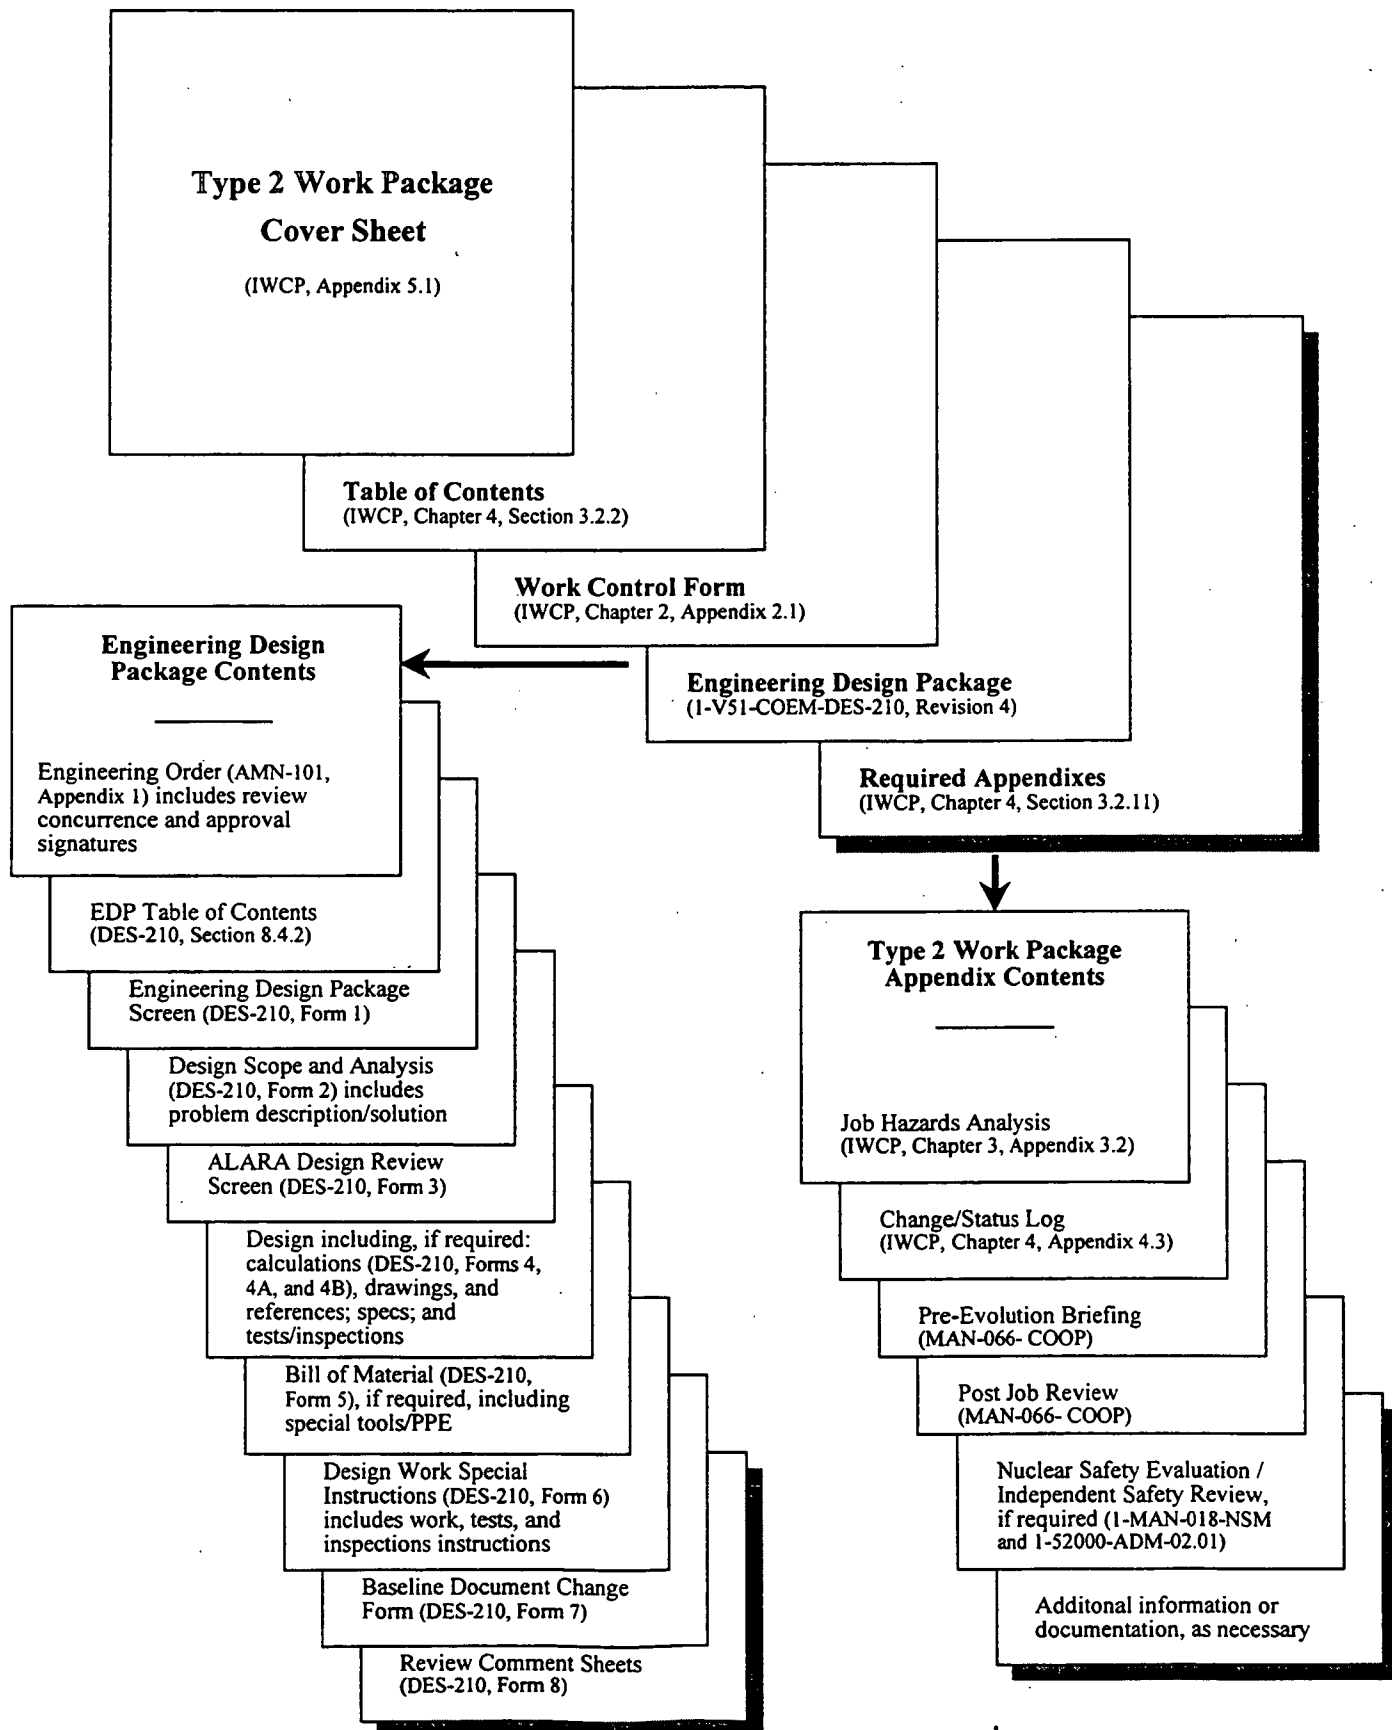 Type 2 Work Package
Cover Sheet
(IWCP, Appendix 5.1)
Table of Contents
(IWCP, Chapter 4, Section 3.2.2)
Work Control Form
(IWCP, Chapter 2, Appendix 2.1)
Engineering Design Package
(1-V51-COEM-DES-210, Revision 4)
Required Appendixes
(IWCP, Chapter 4, Section 3.2.11)
Engineering Design
Package Contents
Engineering Order (AMN-101,
Appendix 1) includes review
concurrence and approval
signatures
EDP Table of Contents
(DES-210, Section 8.4.2)
Engineering Design Package
Screen (DES-210, Form 1)
Design Scope and Analysis
(DES-210, Form 2) includes
problem description/solution
ALARA Design Review
Screen (DES-210, Form 3)
Design including, if required:
calculations (DES-210, Forms 4,
4A, and 4B), drawings, and
references; specs; and
tests/inspections
Bill of Material (DES-210,
Form 5), if required, including
special tools/PPE
Design Work Special
Instructions (DES-210, Form 6)
includes work, tests, and
inspections instructions
Baseline Document Change
Form (DES-210, Form 7)
Review Comment Sheets
(DES-210, Form 8)
Type 2 Work Package
Appendix Contents
Job Hazards Analysis
(IWCP, Chapter 3, Appendix 3.2)
Change/Status Log
(IWCP, Chapter 4, Appendix 4.3)
Pre-Evolution Briefing
(MAN-066- COOP)
Post Job Review
(MAN-066- COOP)
Nuclear Safety Evaluation /
Independent Safety Review,
if required (1-MAN-018-NSM
and 1-52000-ADM-02.01)
Additonal information or
documentation, as necessary